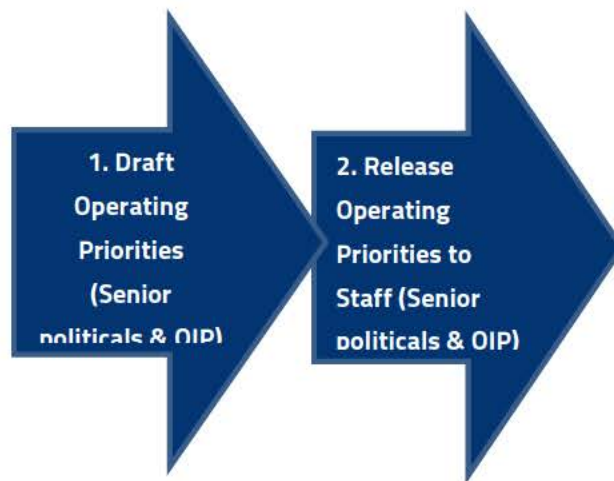 1. Draft
Operating
Priorities
(Senior
politicals & OIP)
2. Release
Operating
Priorities to
Staff (Senior
politicals & OIP)